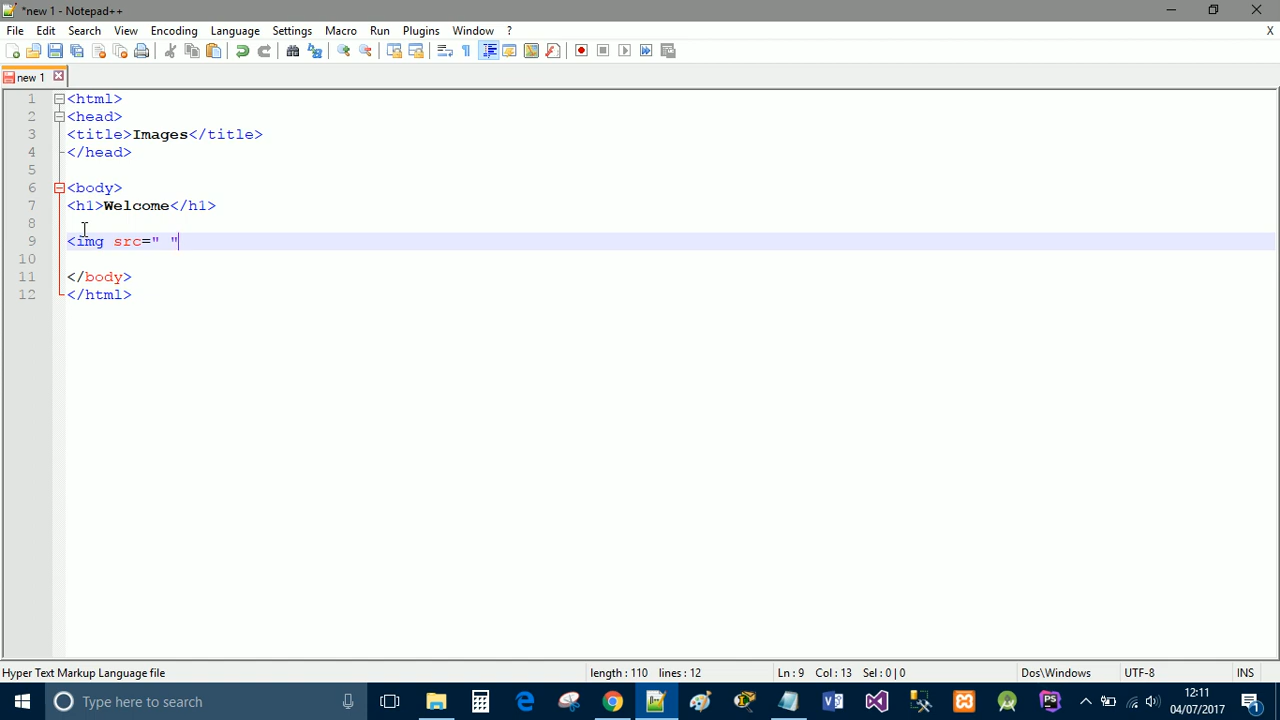 *new 1 - Notepad++
File Edit Search View Encoding Language Settings Macro Run Plugins Window ? X
new 1
1 <html>
2 <head>
3 <title>Images</title>
4 </head>
5
6 <body>
7 <h1>Welcome</h1>
8
9 <img src=" "
10
11 </body>
12 </html>
Hyper Text Markup Language file length : 110 lines : 12 Ln : 9 Col : 13 Sel : 0 | 0 Dos\Windows UTF-8 INS
Type here to search 12:11
04/07/2017